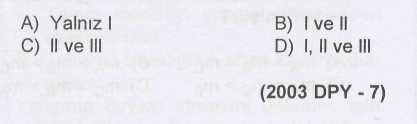 A) Yalnız I B) I ve II
C) II ve III D) I, II ve III
(2003 DPY - 7)